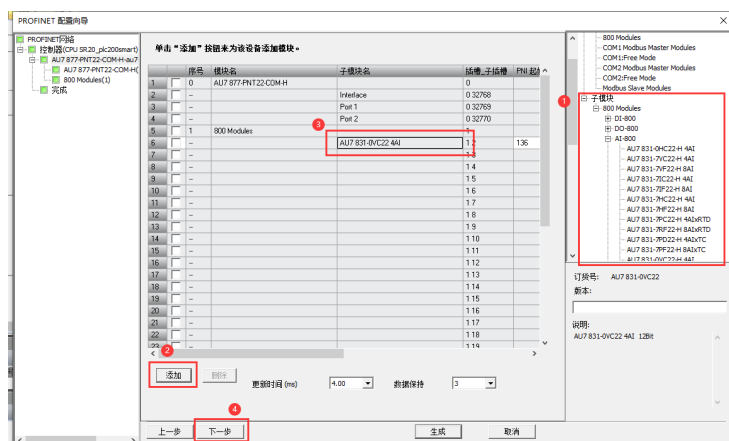 PROFINET 配置向导
PROFINET网络
控制器(CPU SR20_plc200smart)
AU7 877-PNT22-COM-H-au7
AU7 877-PNT22-COM-H(
800 Modules(1)
完成
单击“添加”按钮来为该设备添加模块。
序号 模块名 子模块名 插槽_子插槽 PNI 起
1 0 AU7 877-PNT22-COM-H 0
2 - Interface 0 32768
3 - Port 1 0 32769
4 - Port 2 0 32770
5 1 800 Modules 1
6 - AU7 831-0VC22 4AI 1 2 136
7 - 1 3
8 - 1 4
9 - 1 5
10 - 1 6
11 - 1 7
12 - 1 8
13 - 1 9
14 - 1 10
15 - 1 11
16 - 1 12
17 - 1 13
18 - 1 14
19 - 1 15
20 - 1 16
21 - 1 17
22 - 1 18
23 - 1 19
3
2
添加
删除
更新时间 (ms)
4.00
数据保持
3
4
上一步
下一步
生成
取消
800 Modules
COM1 Modbus Master Modules
COM1:Free Mode
COM2 Modbus Master Modules
COM2:Free Mode
Modbus Slave Modules
1
子模块
800 Modules
DI-800
DO-800
AI-800
AU7 831-0HC22-H 4AI
AU7 831-7VC22-H 4AI
AU7 831-7VF22-H 8AI
AU7 831-7IC22-H 4AI
AU7 831-7IF22-H 8AI
AU7 831-7HC22-H 4AI
AU7 831-7HF22-H 8AI
AU7 831-7PC22-H 4AIxRTD
AU7 831-7RF22-H 8AIxRTD
AU7 831-7PD22-H 4AIxTC
AU7 831-7PF22-H 8AIxTC
AU7 831-0VC22-H 4AI
订货号: AU7 831-0VC22
版本:
说明:
AU7 831-0VC22 4AI 12Bit